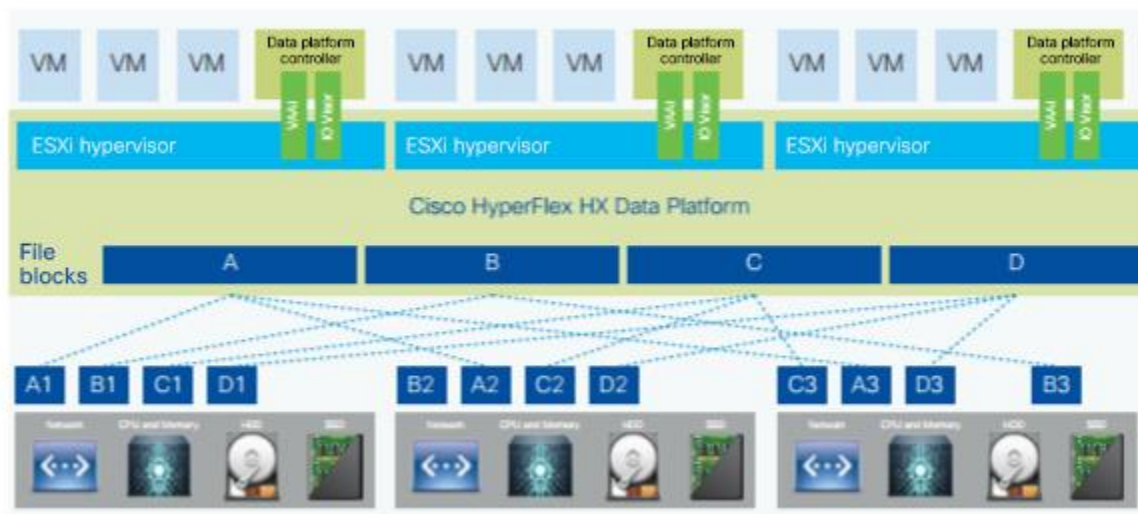 VM VM VM Data platform controller VM VM VM Data platform controller VM VM VM Data platform controller
VAAI IO Visor VAAI IO Visor VAAI IO Visor
ESXi hypervisor ESXi hypervisor ESXi hypervisor
Cisco HyperFlex HX Data Platform
File blocks A B C D
A1 B1 C1 D1 B2 A2 C2 D2 C3 A3 D3 B3
Network CPU and Memory HDD SSD Network CPU and Memory HDD SSD Network CPU and Memory HDD SSD